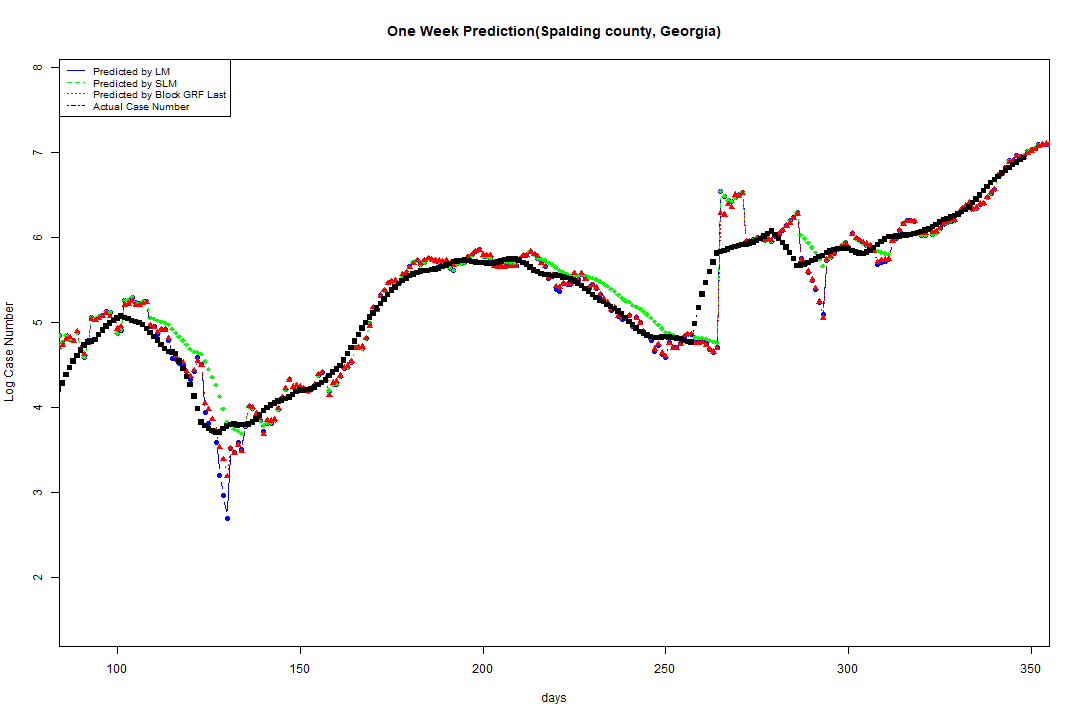 One Week Prediction(Spalding county, Georgia)
Predicted by LM
Predicted by SLM
Predicted by Block GRF Last
Actual Case Number
8
7
6
5
4
3
2
Log Case Number
100 150 200 250 300 350
days